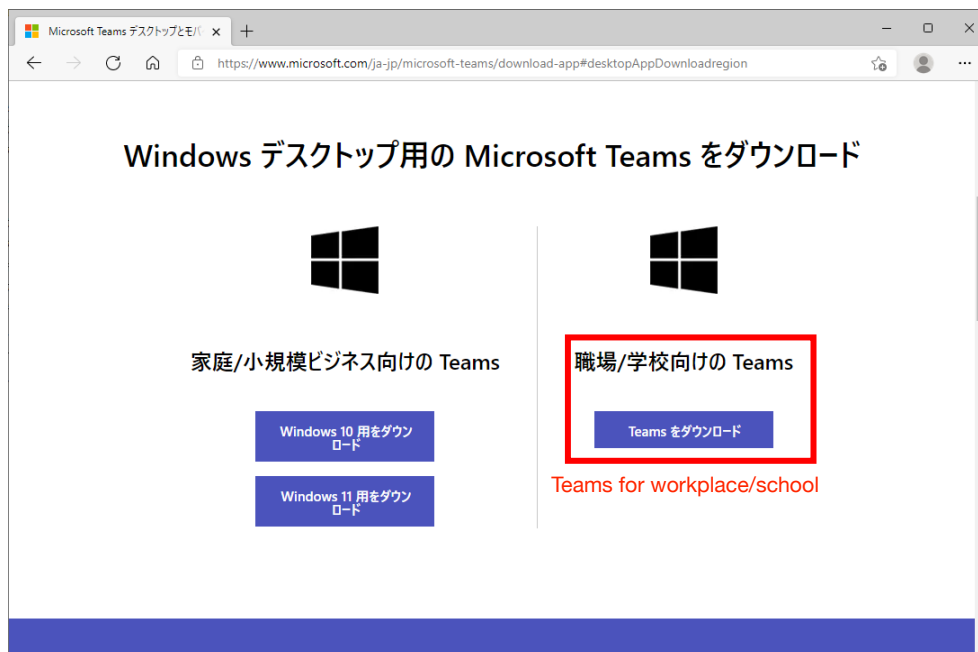 Microsoft Teams デスクトップとモバ
https://www.microsoft.com/ja-jp/microsoft-teams/download-app#desktopAppDownloadregion
Windows デスクトップ用の Microsoft Teams をダウンロード
家庭/小規模ビジネス向けの Teams
Windows 10 用をダウン
ロード
Windows 11 用をダウン
ロード
職場/学校向けの Teams
Teams をダウンロード
Teams for workplace/school